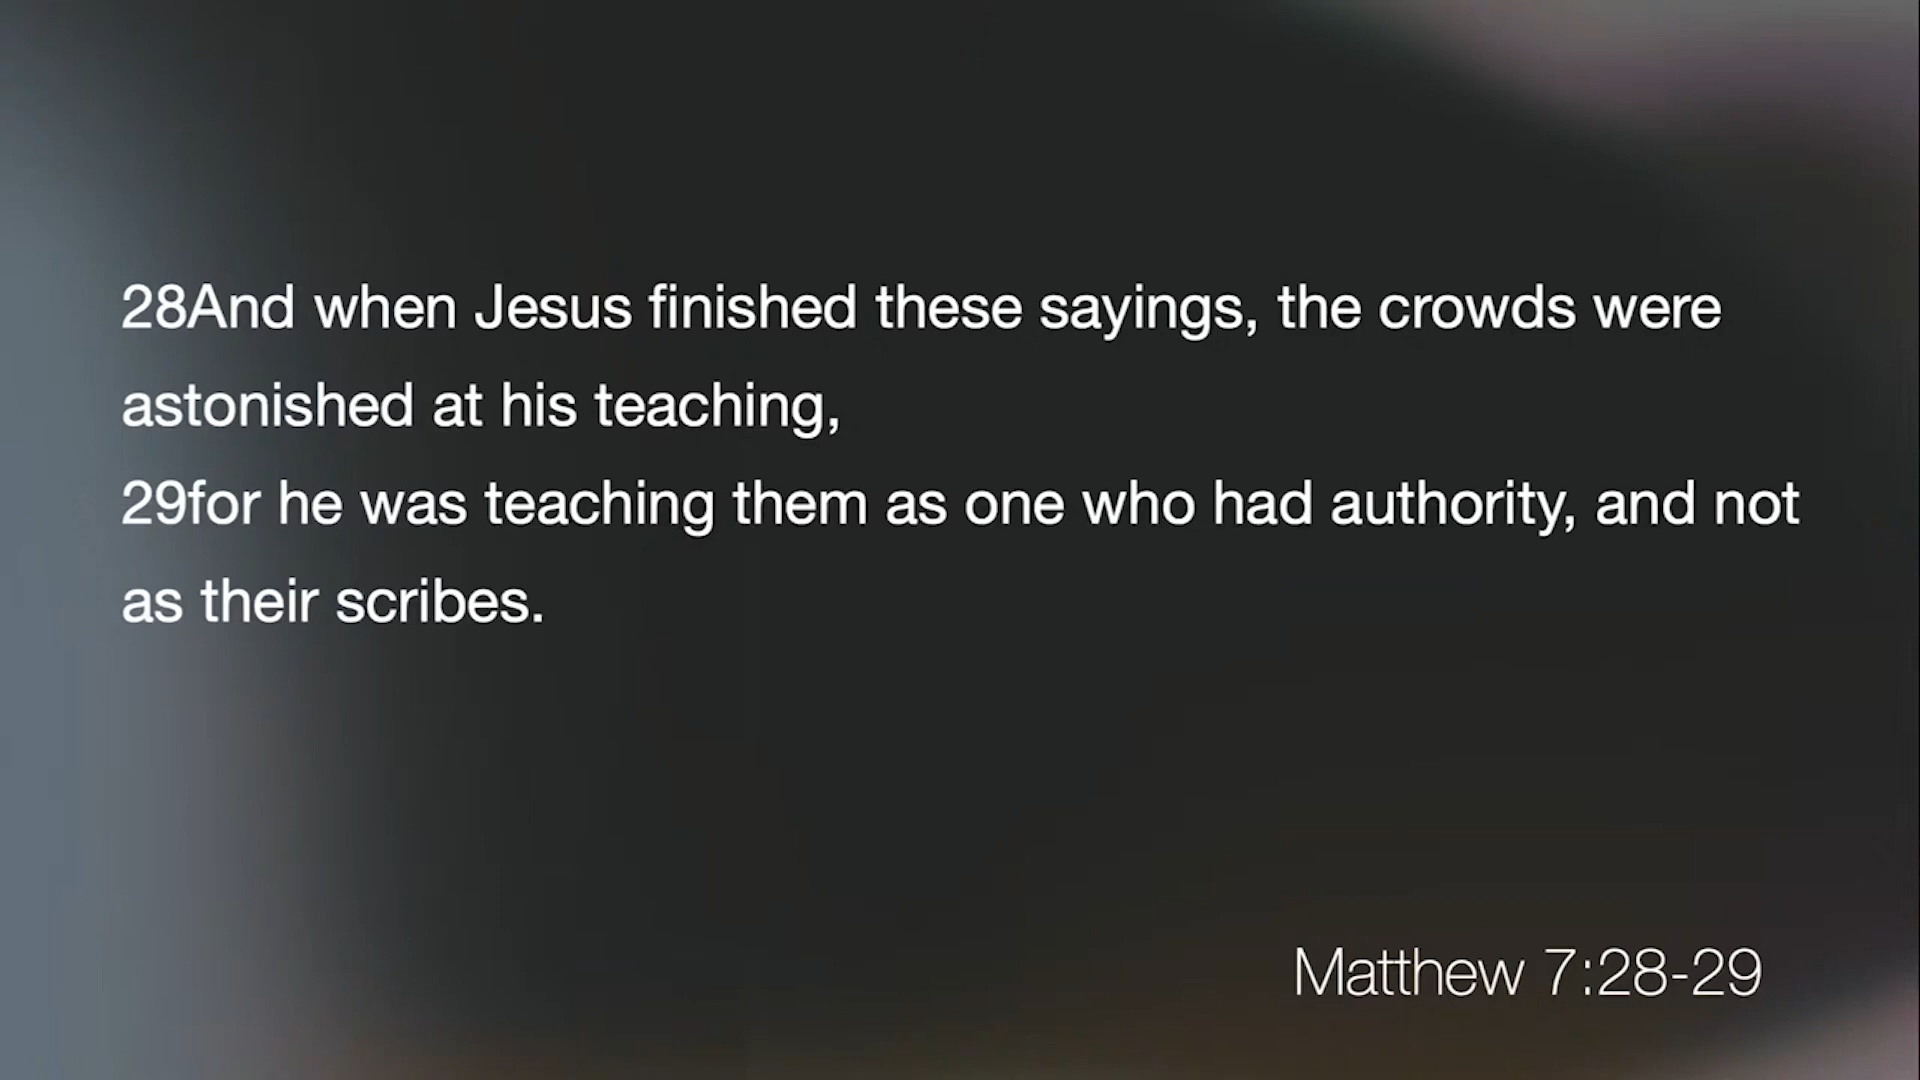 28And when Jesus finished these sayings, the crowds were
astonished at his teaching,
29for he was teaching them as one who had authority, and not
as their scribes.
Matthew 7:28-29